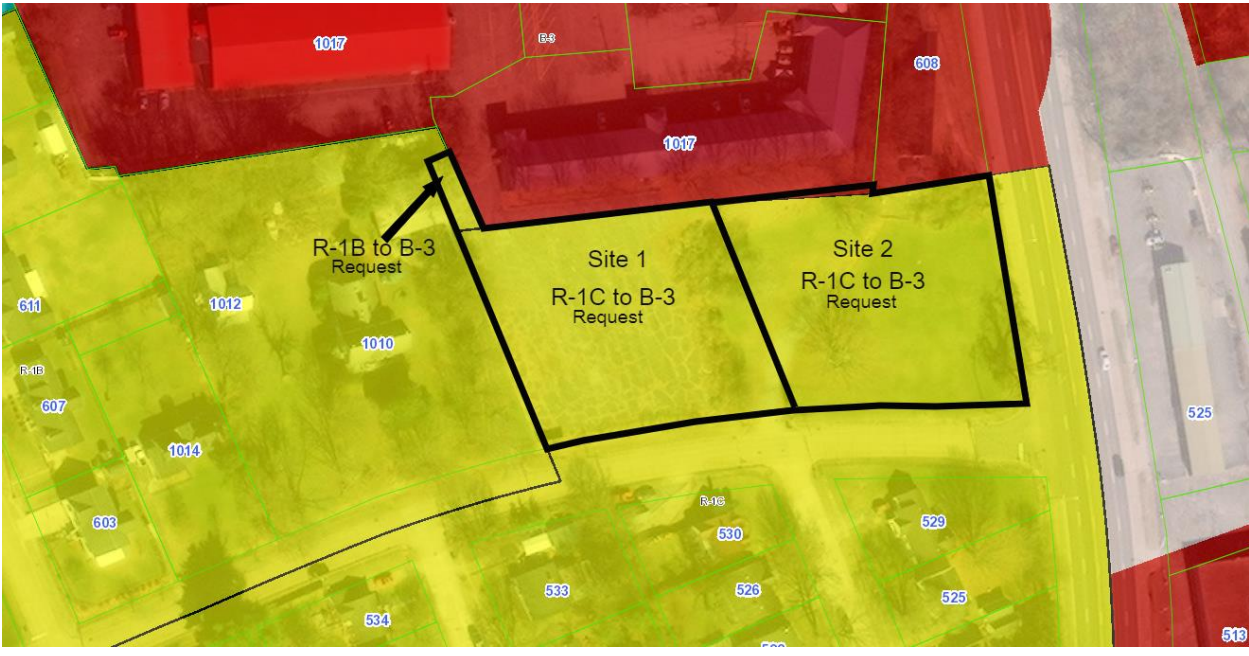 1017
B-3
608
1017
R-1B to B-3
Request
Site 1
R-1C to B-3
Request
Site 2
R-1C to B-3
Request
611
1012
1010
R-1B
607
1014
603
525
R-1C
530
529
533
526
525
534
513